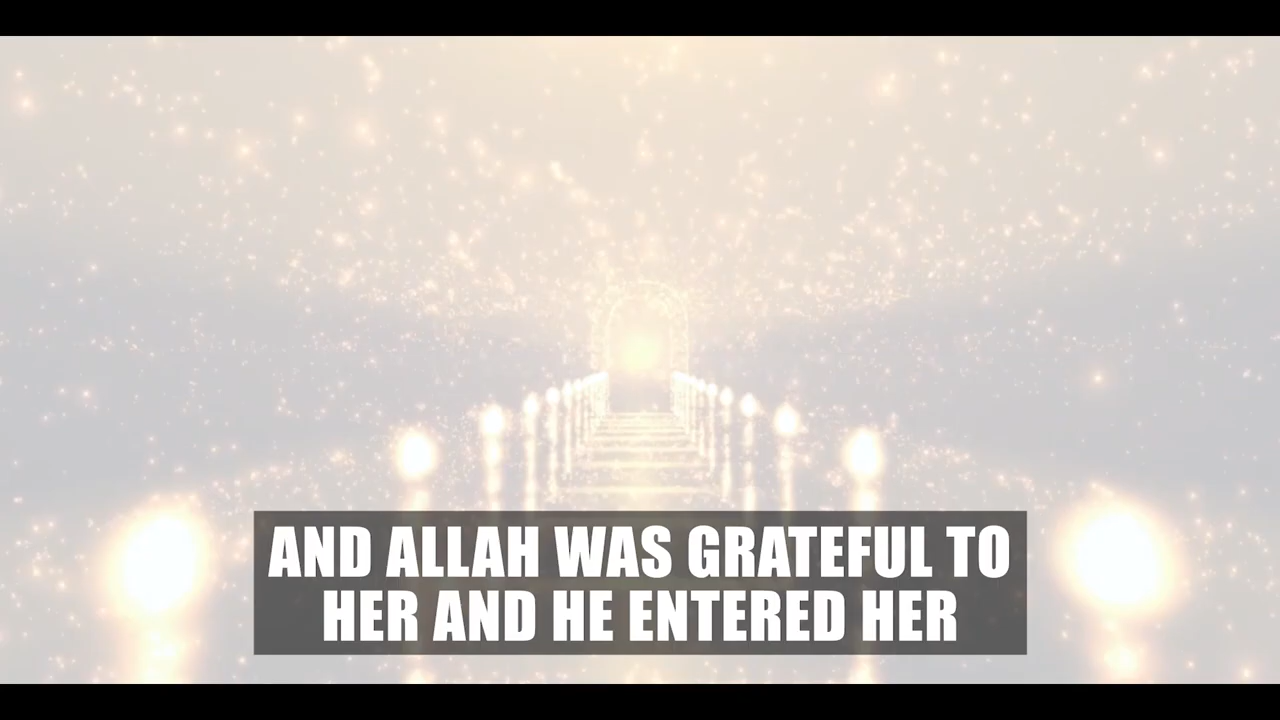 AND ALLAH WAS GRATEFUL TO
HER AND HE ENTERED HER